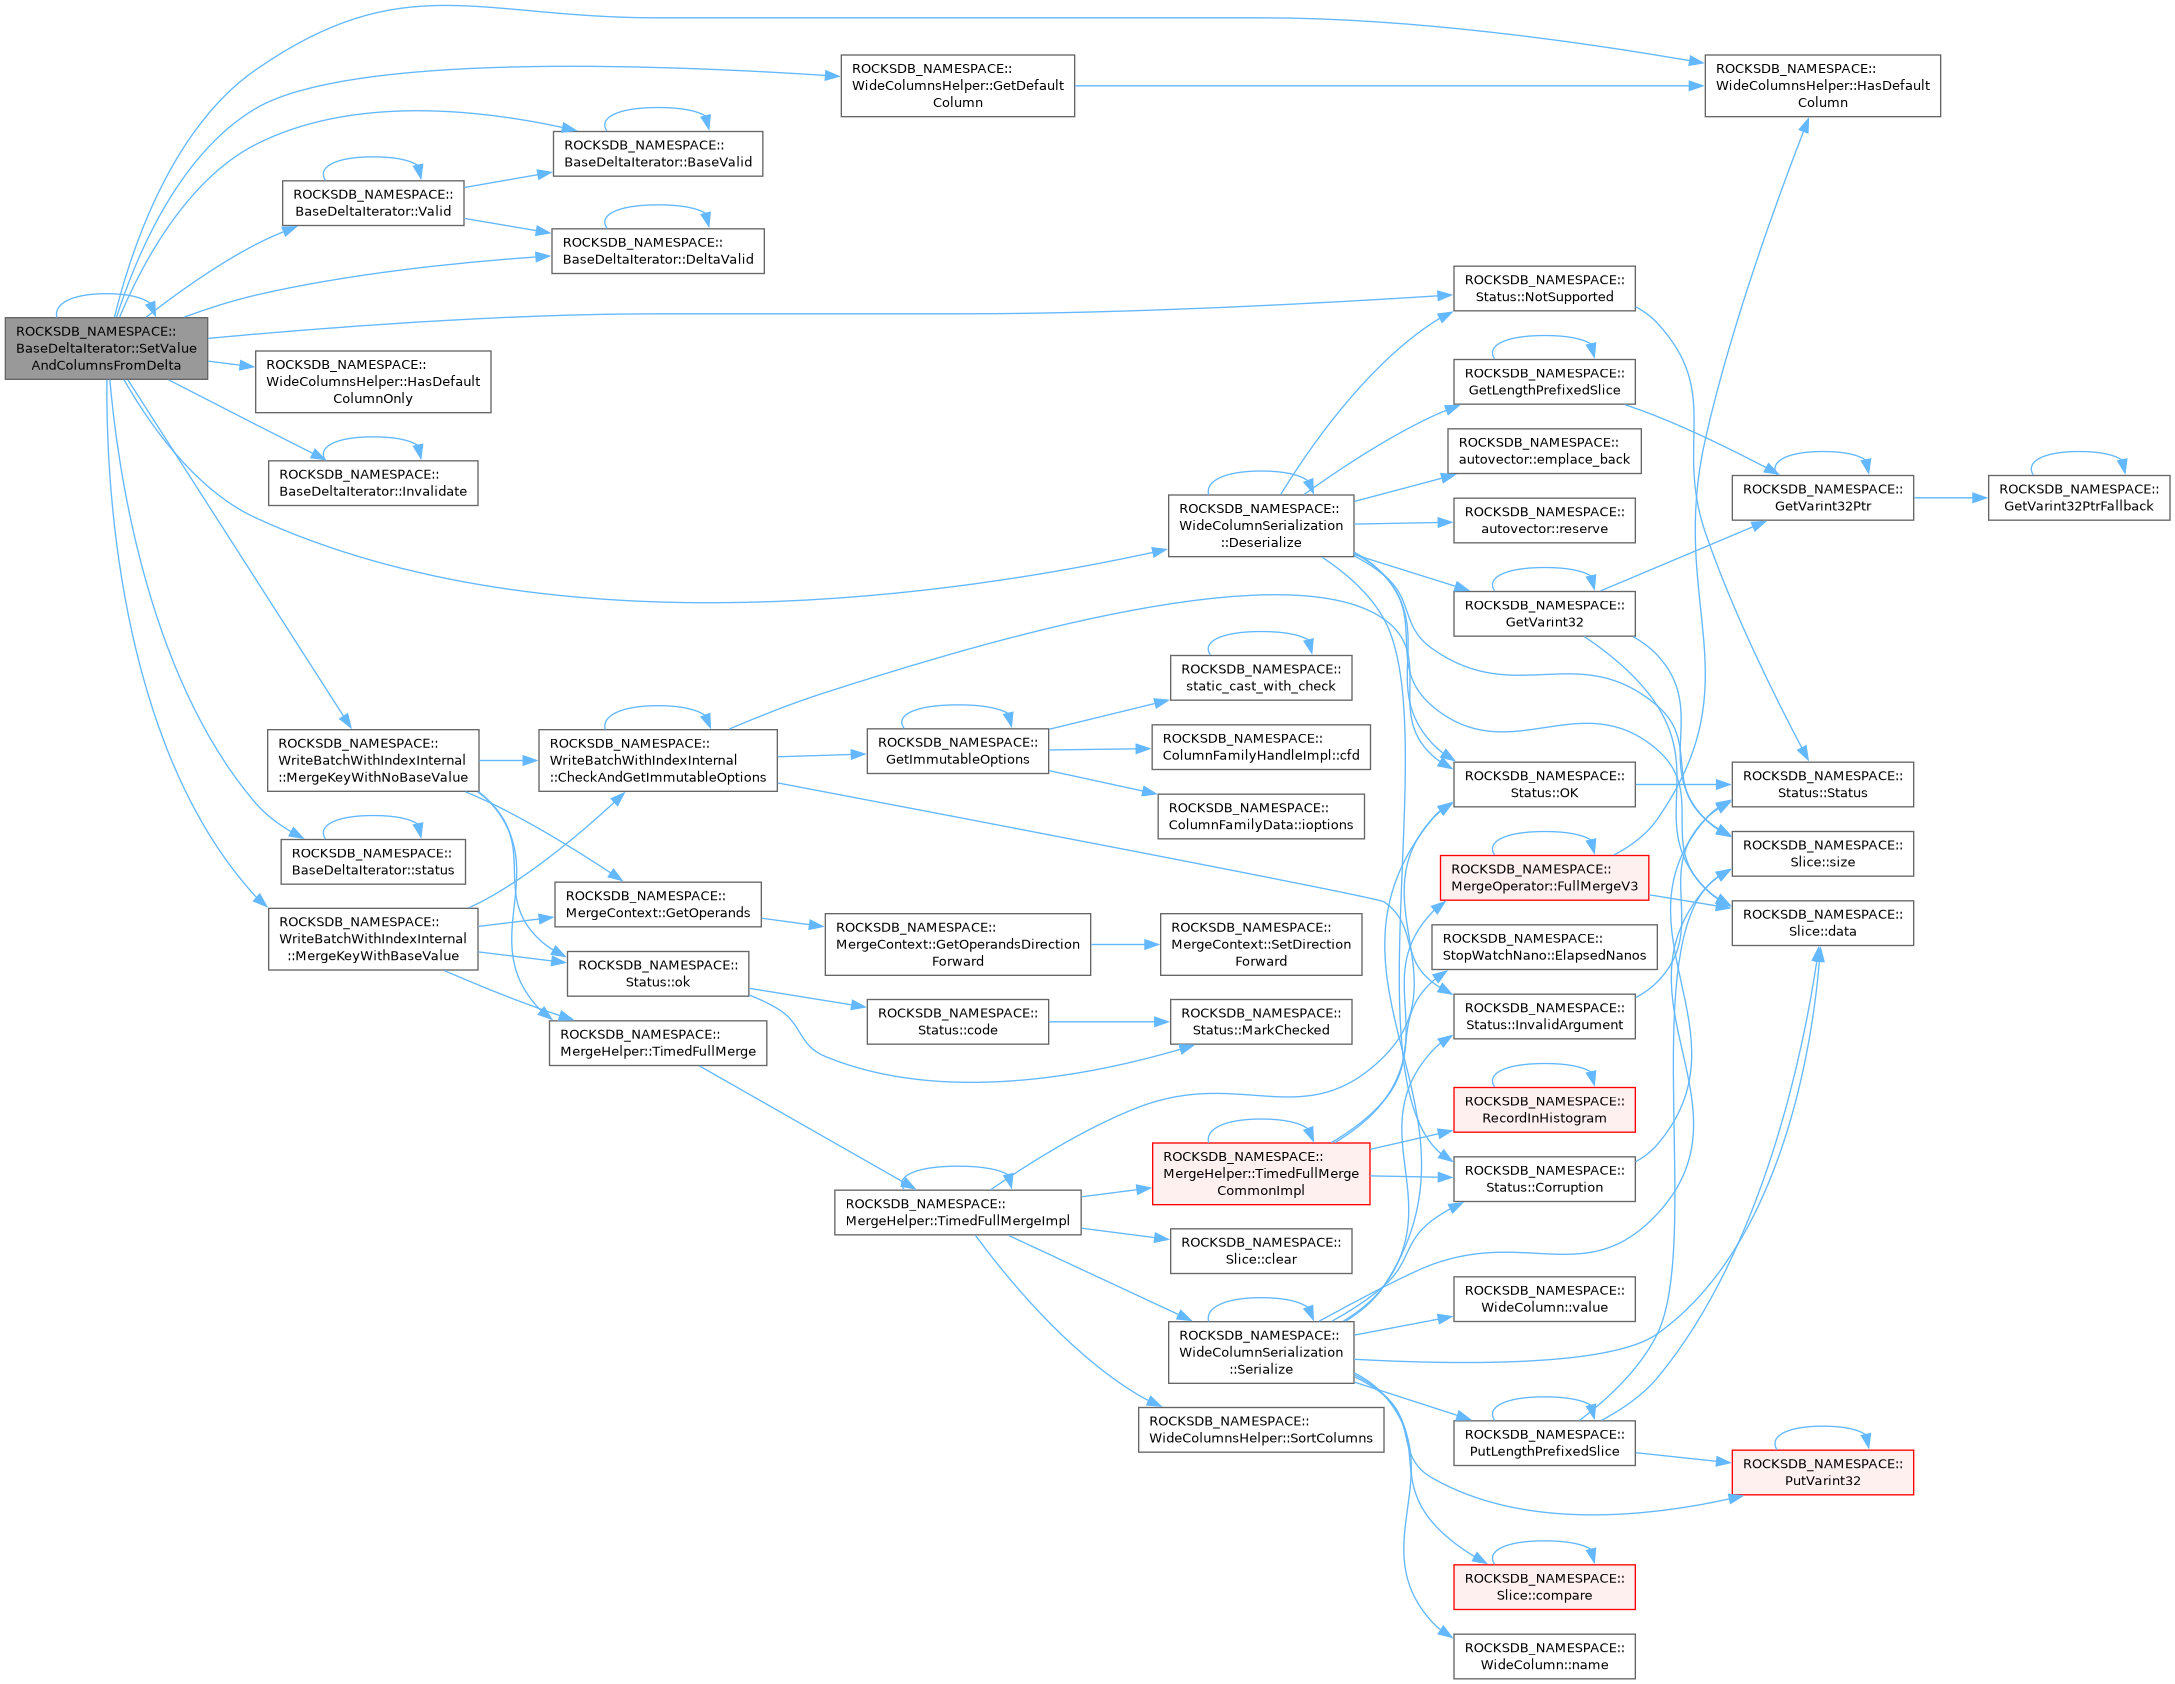 ROCKSDB_NAMESPACE::
BaseDeltaIterator::SetValue
AndColumnsFromDelta
ROCKSDB_NAMESPACE::
BaseDeltaIterator::Valid
ROCKSDB_NAMESPACE::
WideColumnsHelper::HasDefault
ColumnOnly
ROCKSDB_NAMESPACE::
BaseDeltaIterator::Invalidate
ROCKSDB_NAMESPACE::
WriteBatchWithIndexInternal
::MergeKeyWithNoBaseValue
ROCKSDB_NAMESPACE::
BaseDeltaIterator::status
ROCKSDB_NAMESPACE::
WriteBatchWithIndexInternal
::MergeKeyWithBaseValue
ROCKSDB_NAMESPACE::
BaseDeltaIterator::BaseValid
ROCKSDB_NAMESPACE::
BaseDeltaIterator::DeltaValid
ROCKSDB_NAMESPACE::
WriteBatchWithIndexInternal
::CheckAndGetImmutableOptions
ROCKSDB_NAMESPACE::
MergeContext::GetOperands
ROCKSDB_NAMESPACE::
Status::ok
ROCKSDB_NAMESPACE::
MergeHelper::TimedFullMerge
ROCKSDB_NAMESPACE::
WideColumnsHelper::GetDefault
Column
ROCKSDB_NAMESPACE::
GetImmutableOptions
ROCKSDB_NAMESPACE::
MergeContext::GetOperandsDirection
Forward
ROCKSDB_NAMESPACE::
Status::code
ROCKSDB_NAMESPACE::
MergeHelper::TimedFullMergeImpl
ROCKSDB_NAMESPACE::
WideColumnSerialization
::Deserialize
ROCKSDB_NAMESPACE::
static_cast_with_check
ROCKSDB_NAMESPACE::
ColumnFamilyHandleImpl::cfd
ROCKSDB_NAMESPACE::
ColumnFamilyData::ioptions
ROCKSDB_NAMESPACE::
MergeContext::SetDirection
Forward
ROCKSDB_NAMESPACE::
Status::MarkChecked
ROCKSDB_NAMESPACE::
MergeHelper::TimedFullMerge
CommonImpl
ROCKSDB_NAMESPACE::
Slice::clear
ROCKSDB_NAMESPACE::
WideColumnSerialization
::Serialize
ROCKSDB_NAMESPACE::
WideColumnsHelper::SortColumns
ROCKSDB_NAMESPACE::
Status::NotSupported
ROCKSDB_NAMESPACE::
GetLengthPrefixedSlice
ROCKSDB_NAMESPACE::
autovector::emplace_back
ROCKSDB_NAMESPACE::
autovector::reserve
ROCKSDB_NAMESPACE::
GetVarint32
ROCKSDB_NAMESPACE::
Status::OK
ROCKSDB_NAMESPACE::
MergeOperator::FullMergeV3
ROCKSDB_NAMESPACE::
StopWatchNano::ElapsedNanos
ROCKSDB_NAMESPACE::
Status::InvalidArgument
ROCKSDB_NAMESPACE::
RecordInHistogram
ROCKSDB_NAMESPACE::
Status::Corruption
ROCKSDB_NAMESPACE::
WideColumn::value
ROCKSDB_NAMESPACE::
PutLengthPrefixedSlice
ROCKSDB_NAMESPACE::
Slice::compare
ROCKSDB_NAMESPACE::
WideColumn::name
ROCKSDB_NAMESPACE::
WideColumnsHelper::HasDefault
Column
ROCKSDB_NAMESPACE::
GetVarint32Ptr
ROCKSDB_NAMESPACE::
Status::Status
ROCKSDB_NAMESPACE::
Slice::size
ROCKSDB_NAMESPACE::
Slice::data
ROCKSDB_NAMESPACE::
PutVarint32
ROCKSDB_NAMESPACE::
GetVarint32PtrFallback